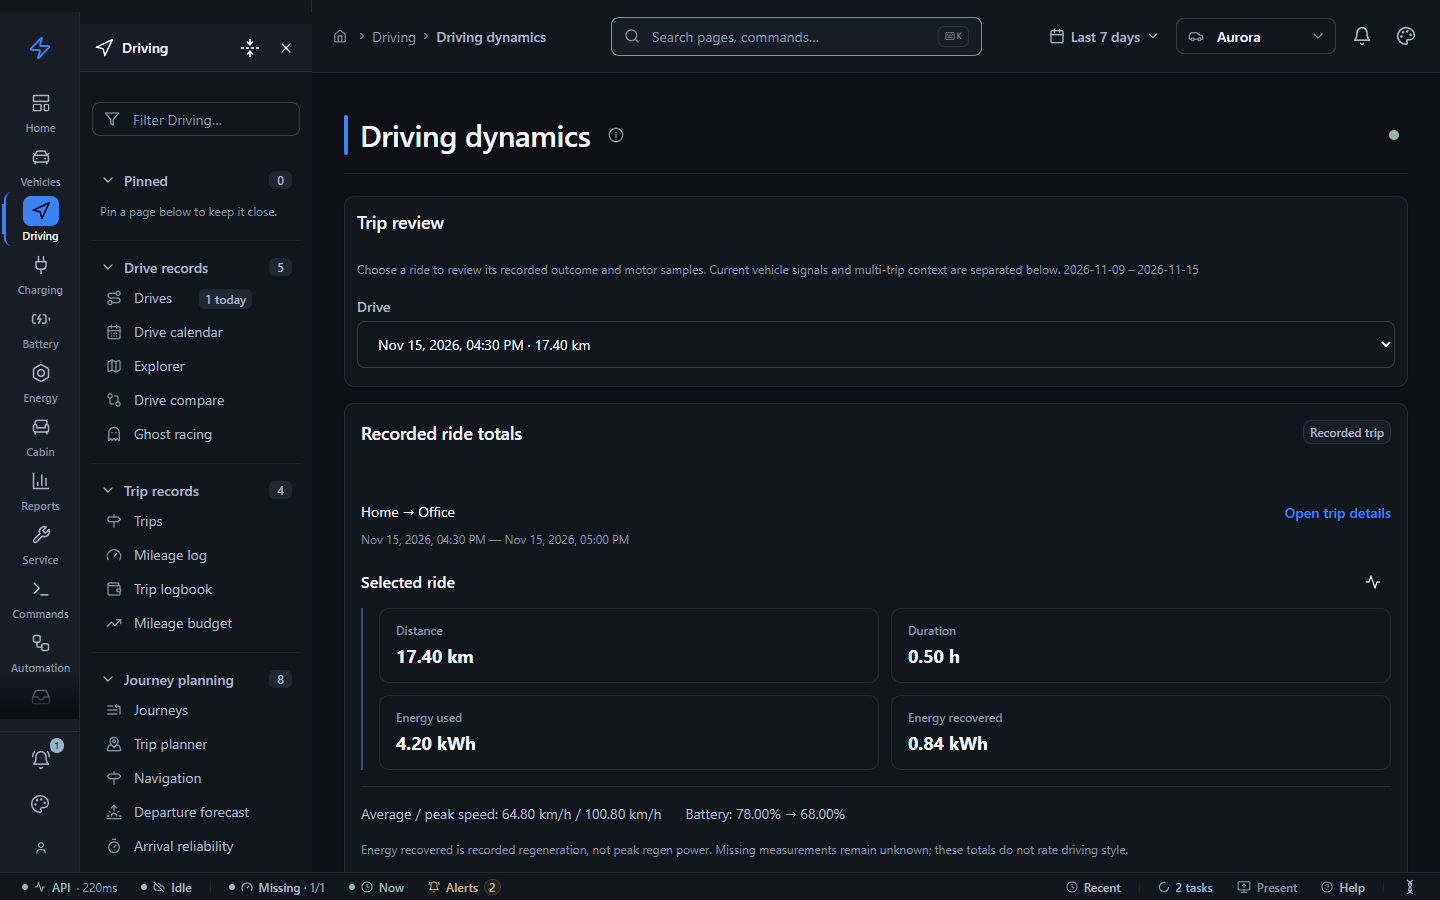 Driving
Driving
Driving dynamics
Search pages, commands...
K
Last 7 days
Aurora
Home
Vehicles
Driving
Charging
Battery
Energy
Cabin
Reports
Service
Commands
Automation
1
Filter Driving...
Pinned
0
Pin a page below to keep it close.
Drive records
5
Drives
1 today
Drive calendar
Explorer
Drive compare
Ghost racing
Trip records
4
Trips
Mileage log
Trip logbook
Mileage budget
Journey planning
8
Journeys
Trip planner
Navigation
Departure forecast
Arrival reliability
Driving dynamics
Trip review
Choose a ride to review its recorded outcome and motor samples. Current vehicle signals and multi-trip context are separated below. 2026-11-09 – 2026-11-15
Drive
Nov 15, 2026, 04:30 PM · 17.40 km
Recorded ride totals
Recorded trip
Home → Office
Open trip details
Nov 15, 2026, 04:30 PM — Nov 15, 2026, 05:00 PM
Selected ride
Distance
17.40 km
Duration
0.50 h
Energy used
4.20 kWh
Energy recovered
0.84 kWh
Average / peak speed: 64.80 km/h / 100.80 km/h
Battery: 78.00% → 68.00%
Energy recovered is recorded regeneration, not peak regen power. Missing measurements remain unknown; these totals do not rate driving style.
API · 220ms
Idle
Missing · 1/1
Now
Alerts 2
Recent
2 tasks
Present
Help